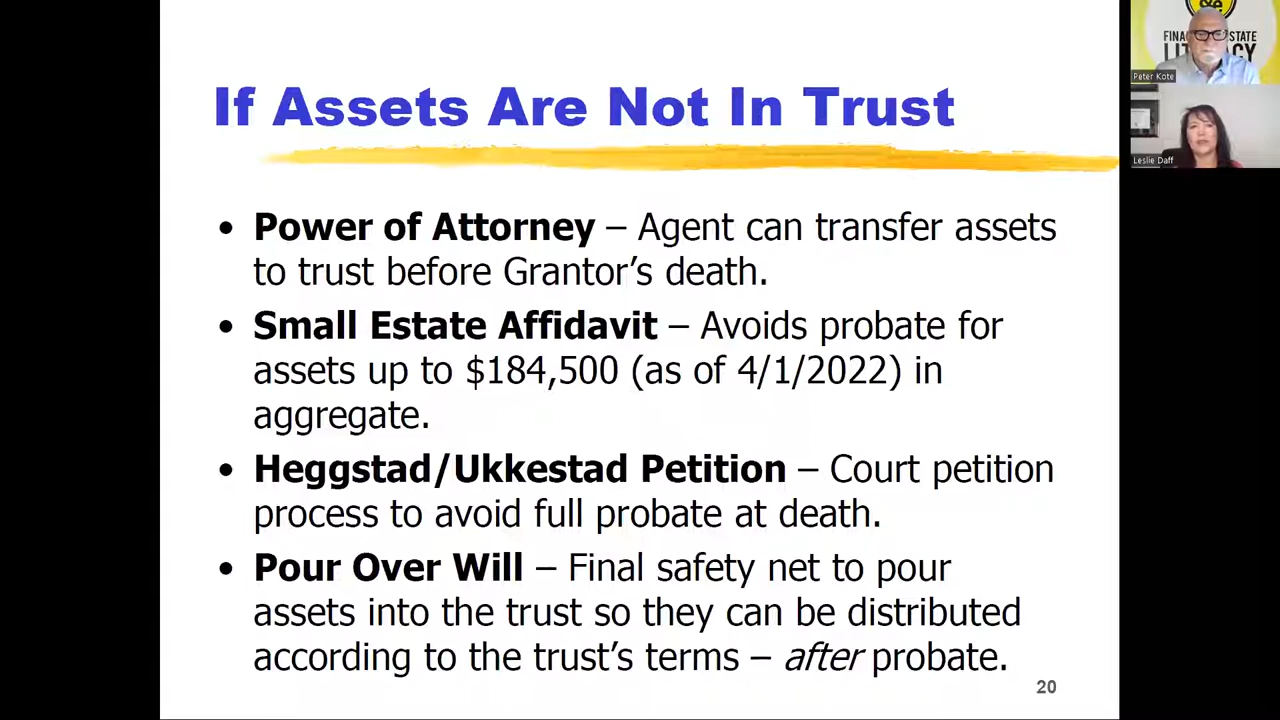 If Assets Are Not In Trust
• Power of Attorney – Agent can transfer assets
to trust before Grantor’s death.
• Small Estate Affidavit – Avoids probate for
assets up to $184,500 (as of 4/1/2022) in
aggregate.
• Heggstad/Ukkestad Petition – Court petition
process to avoid full probate at death.
• Pour Over Will – Final safety net to pour
assets into the trust so they can be distributed
according to the trust’s terms – after probate.
20
Peter Kote
Leslie Daff